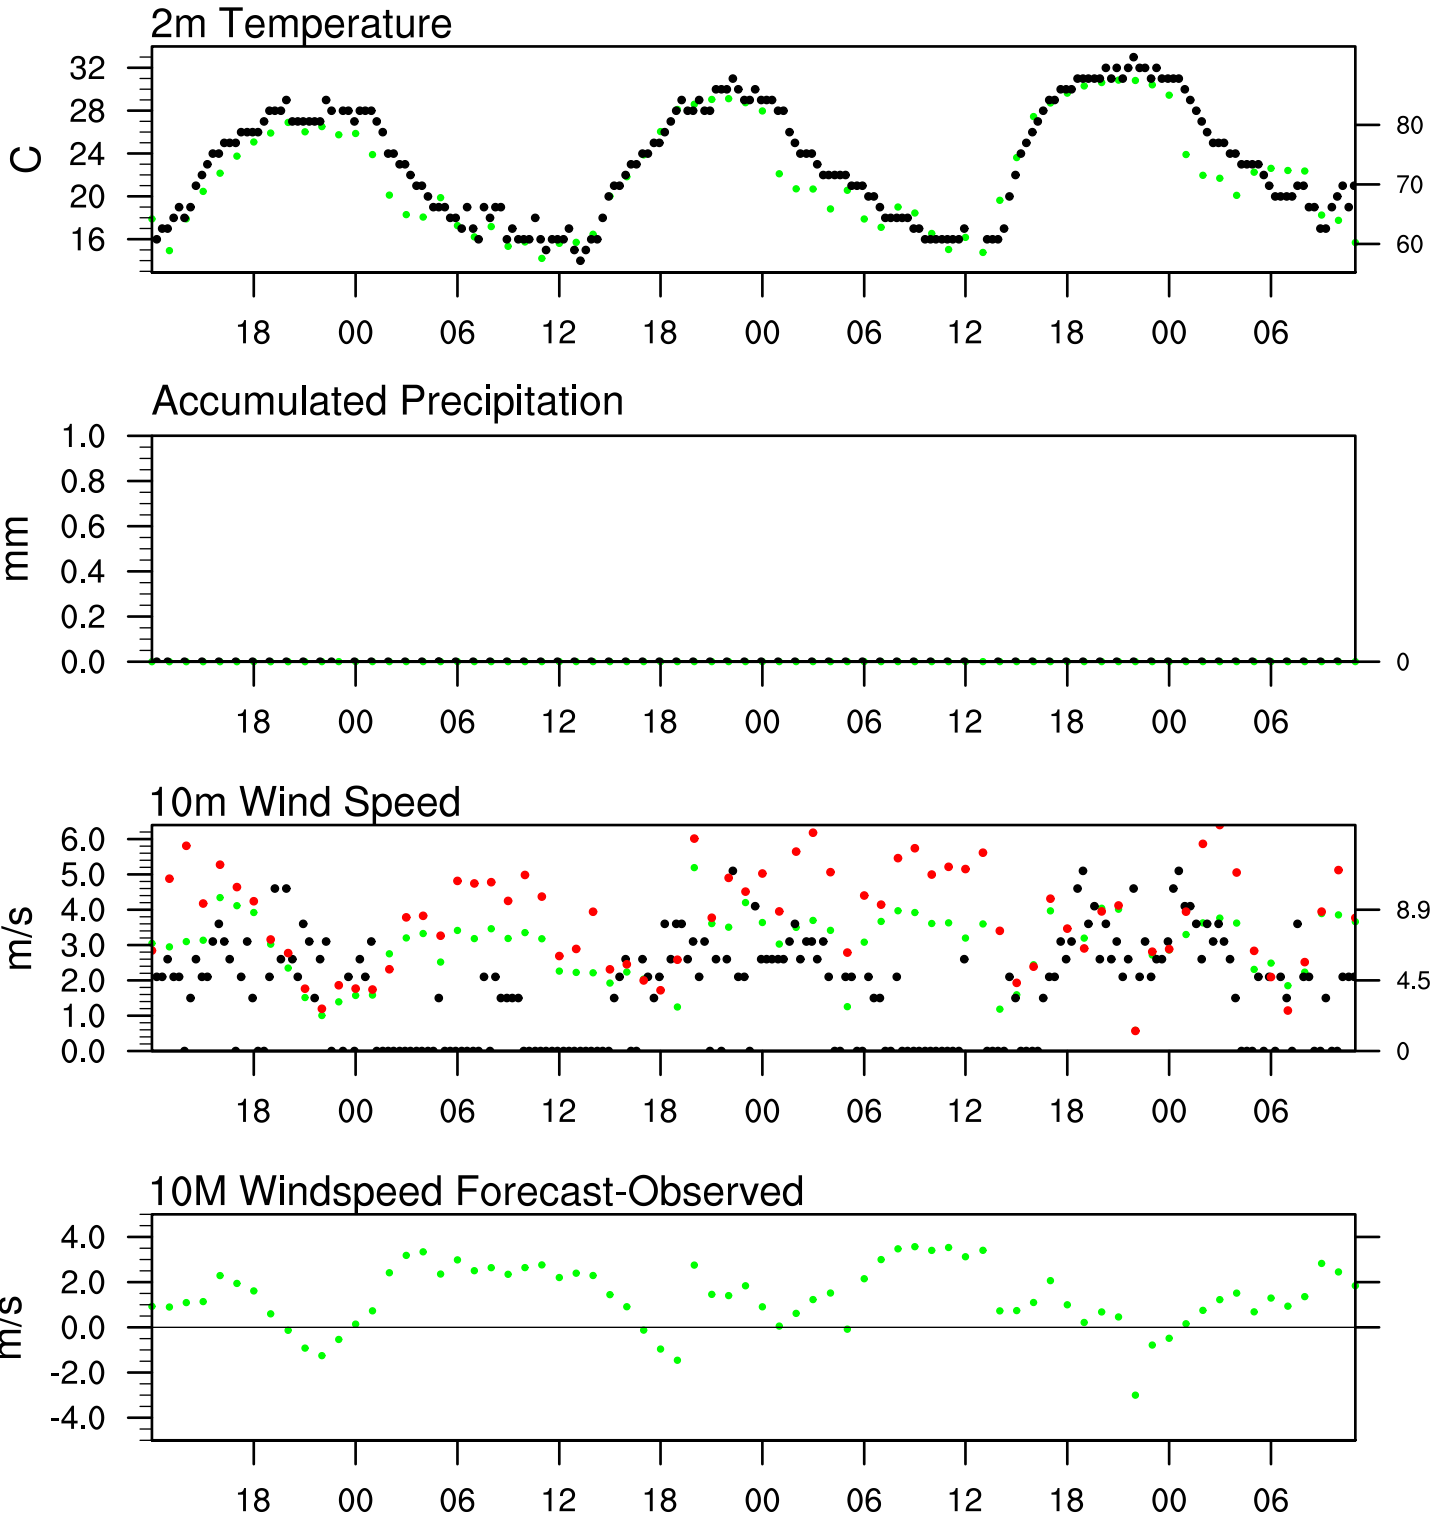 2m Temperature
32
28
24
20
16
C
80
70
60
18 00 06 12 18 00 06 12 18 00 06
Accumulated Precipitation
1.0
0.8
0.6
0.4
0.2
0.0
mm
0
18 00 06 12 18 00 06 12 18 00 06
10m Wind Speed
6.0
5.0
4.0
3.0
2.0
1.0
0.0
m/s
8.9
4.5
0
18 00 06 12 18 00 06 12 18 00 06
10M Windspeed Forecast-Observed
4.0
2.0
0.0
-2.0
-4.0
m/s
18 00 06 12 18 00 06 12 18 00 06